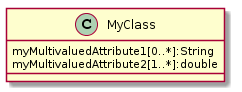 C MyClass
myMultivaluedAttribute1[0..*]:String
myMultivaluedAttribute2[1..*]:double